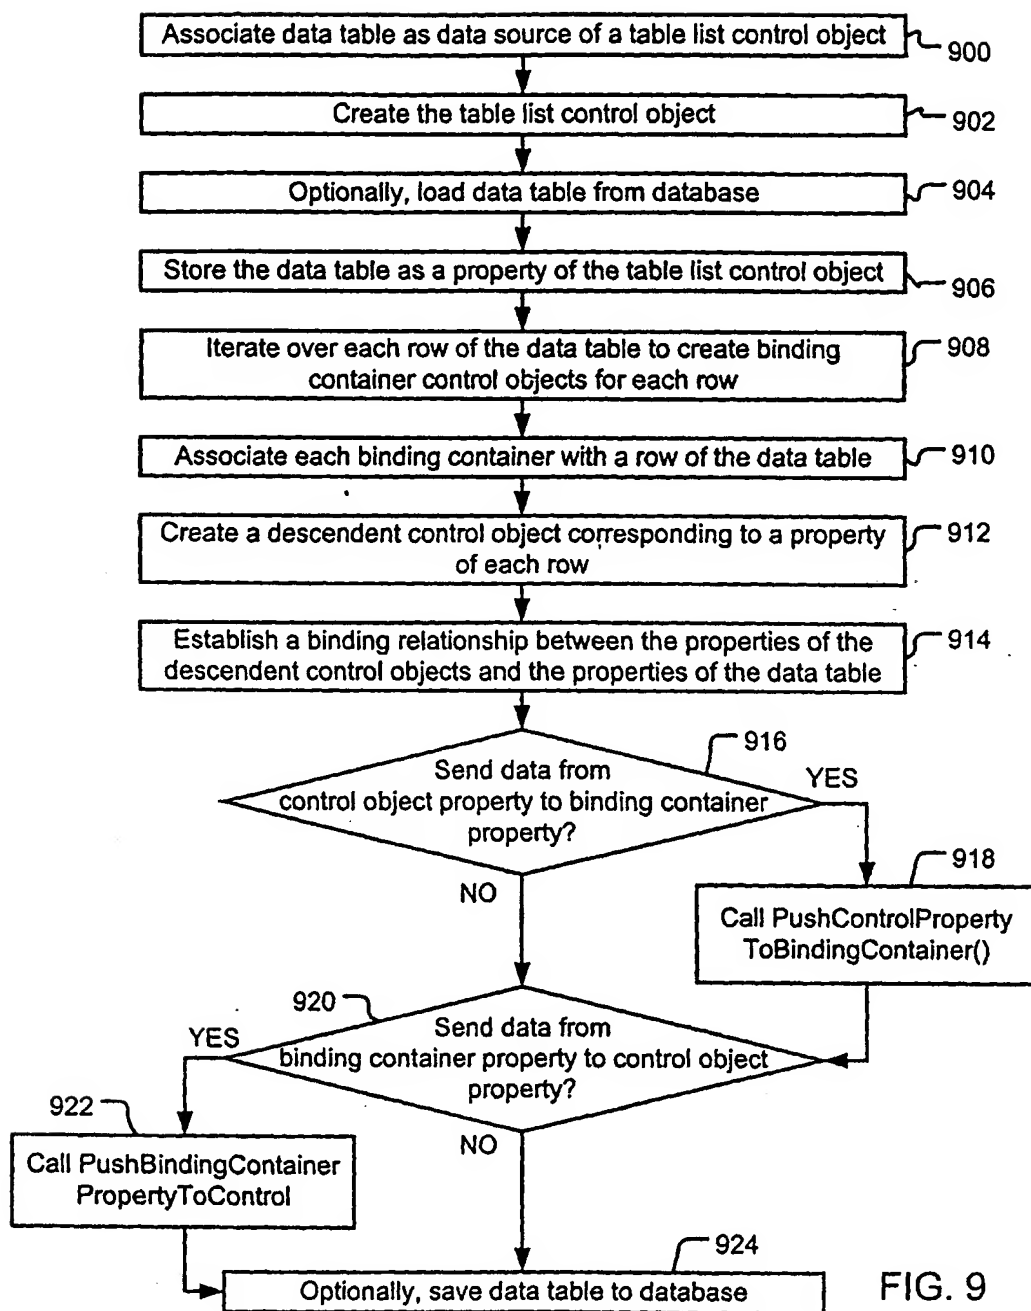 Associate data table as data source of a table list control object
900
Create the table list control object
902
Optionally, load data table from database
904
Store the data table as a property of the table list control object
906
Iterate over each row of the data table to create binding
container control objects for each row
908
Associate each binding container with a row of the data table
910
Create a descendent control object corresponding to a property
of each row
912
Establish a binding relationship between the properties of the
descendent control objects and the properties of the data table
914
916
Send data from
control object property to binding container
property?
YES
NO
918
Call PushControlProperty
ToBindingContainer()
920
Send data from
binding container property to control object
property?
YES
NO
922
Call PushBindingContainer
PropertyToControl
924
Optionally, save data table to database
FIG. 9